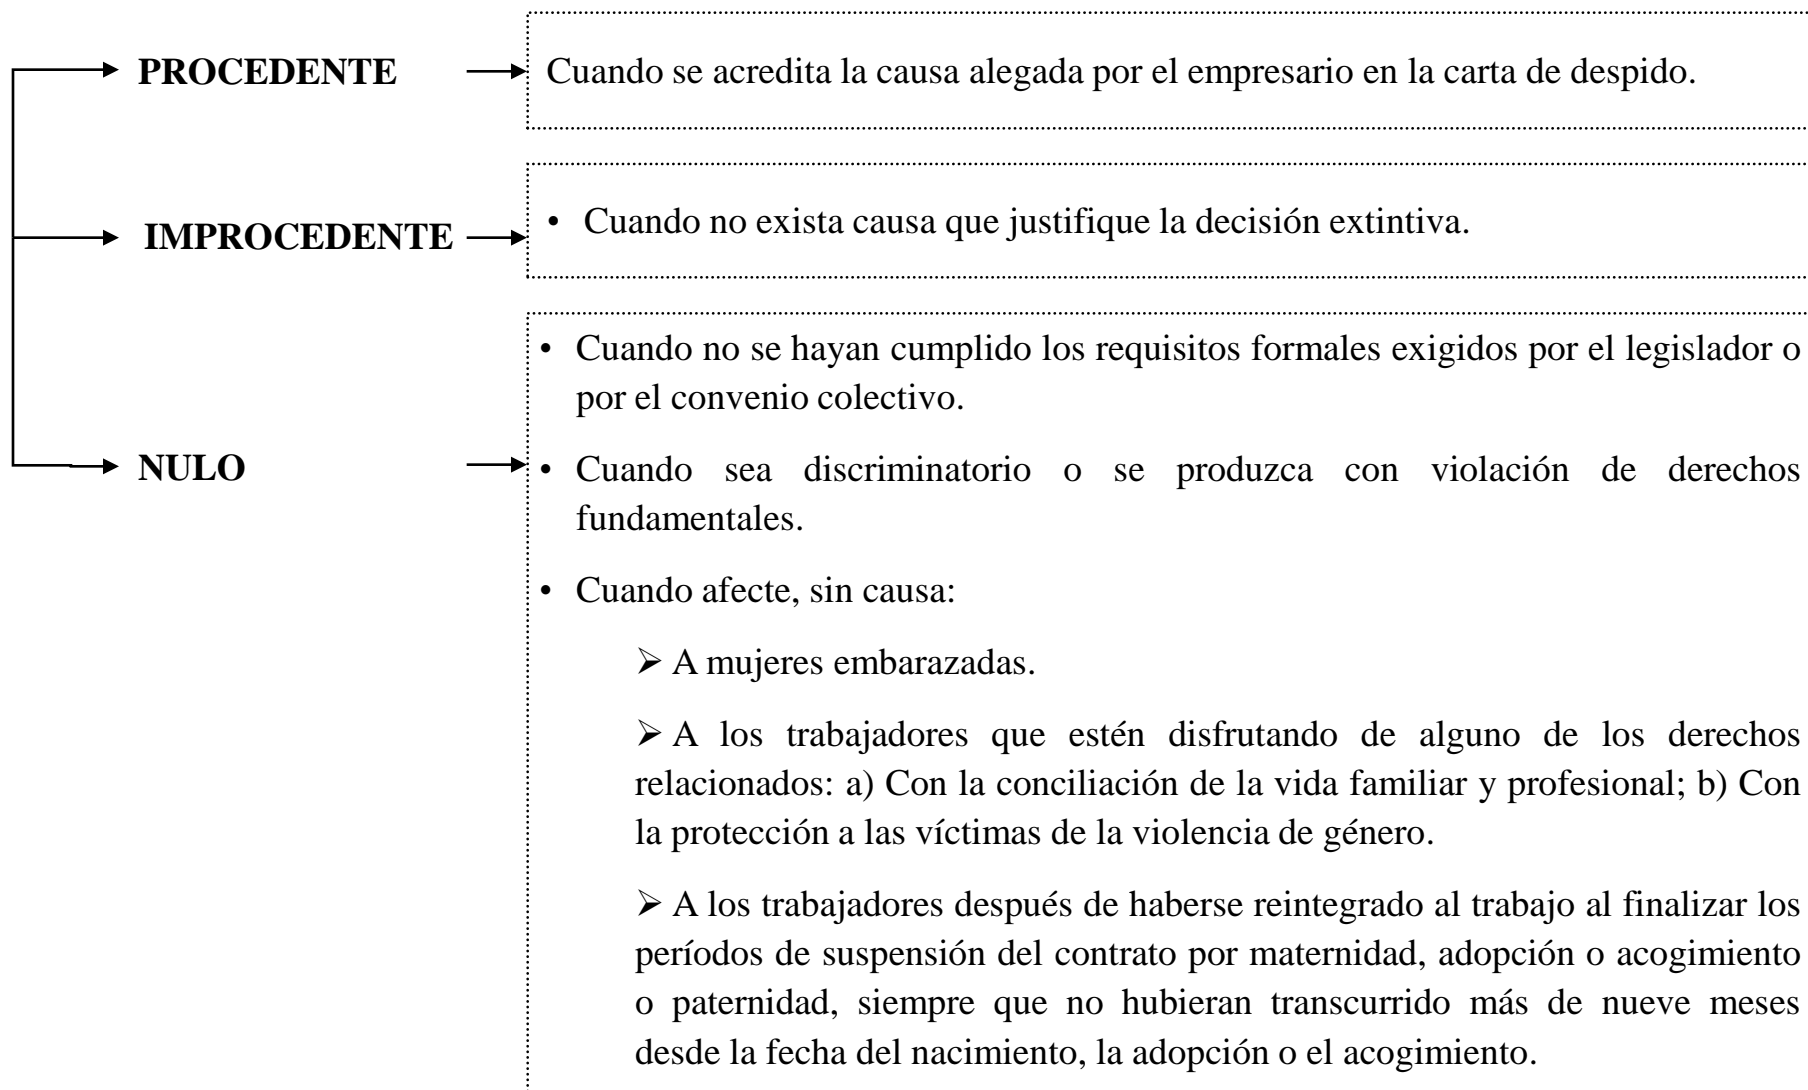 PROCEDENTE
Cuando se acredita la causa alegada por el empresario en la carta de despido.
IMPROCEDENTE
• Cuando no exista causa que justifique la decisión extintiva.
NULO
• Cuando no se hayan cumplido los requisitos formales exigidos por el legislador o
por el convenio colectivo.
• Cuando sea discriminatorio o se produzca con violación de derechos
fundamentales.
• Cuando afecte, sin causa:
➢ A mujeres embarazadas.
➢ A los trabajadores que estén disfrutando de alguno de los derechos
relacionados: a) Con la conciliación de la vida familiar y profesional; b) Con
la protección a las víctimas de la violencia de género.
➢ A los trabajadores después de haberse reintegrado al trabajo al finalizar los
períodos de suspensión del contrato por maternidad, adopción o acogimiento
o paternidad, siempre que no hubieran transcurrido más de nueve meses
desde la fecha del nacimiento, la adopción o el acogimiento.